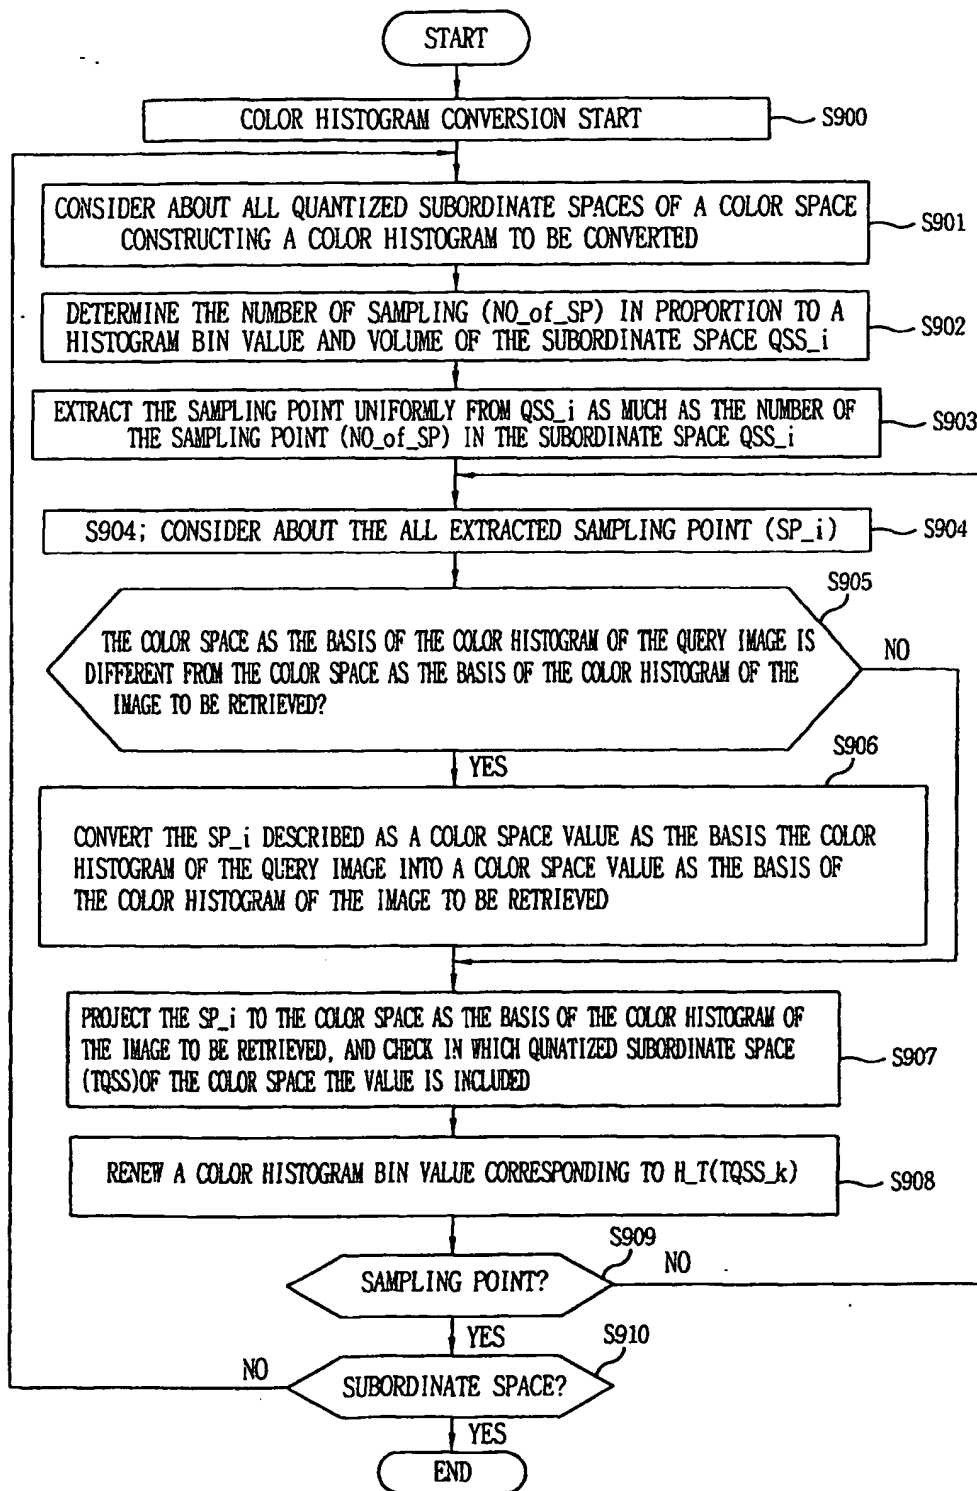 START
COLOR HISTOGRAM CONVERSION START
S900
CONSIDER ABOUT ALL QUANTIZED SUBORDINATE SPACES OF A COLOR SPACE
CONSTRUCTING A COLOR HISTOGRAM TO BE CONVERTED
S901
DETERMINE THE NUMBER OF SAMPLING (NO_of_SP) IN PROPORTION TO A
HISTOGRAM BIN VALUE AND VOLUME OF THE SUBORDINATE SPACE QSS_i
S902
EXTRACT THE SAMPLING POINT UNIFORMLY FROM QSS_i AS MUCH AS THE NUMBER OF
THE SAMPLING POINT (NO_of_SP) IN THE SUBORDINATE SPACE QSS_i
S903
S904; CONSIDER ABOUT THE ALL EXTRACTED SAMPLING POINT (SP_i)
S904
S905
THE COLOR SPACE AS THE BASIS OF THE COLOR HISTOGRAM OF THE QUERY IMAGE IS
DIFFERENT FROM THE COLOR SPACE AS THE BASIS OF THE COLOR HISTOGRAM OF THE
IMAGE TO BE RETRIEVED?
NO
YES
S906
CONVERT THE SP_i DESCRIBED AS A COLOR SPACE VALUE AS THE BASIS THE COLOR
HISTOGRAM OF THE QUERY IMAGE INTO A COLOR SPACE VALUE AS THE BASIS OF
THE COLOR HISTOGRAM OF THE IMAGE TO BE RETRIEVED
PROJECT THE SP_i TO THE COLOR SPACE AS THE BASIS OF THE COLOR HISTOGRAM OF
THE IMAGE TO BE RETRIEVED, AND CHECK IN WHICH QUNATIZED SUBORDINATE SPACE
(TQSS)OF THE COLOR SPACE THE VALUE IS INCLUDED
S907
RENEW A COLOR HISTOGRAM BIN VALUE CORRESPONDING TO H_T(TQSS_k)
S908
S909
SAMPLING POINT?
NO
YES
S910
NO
SUBORDINATE SPACE?
YES
END